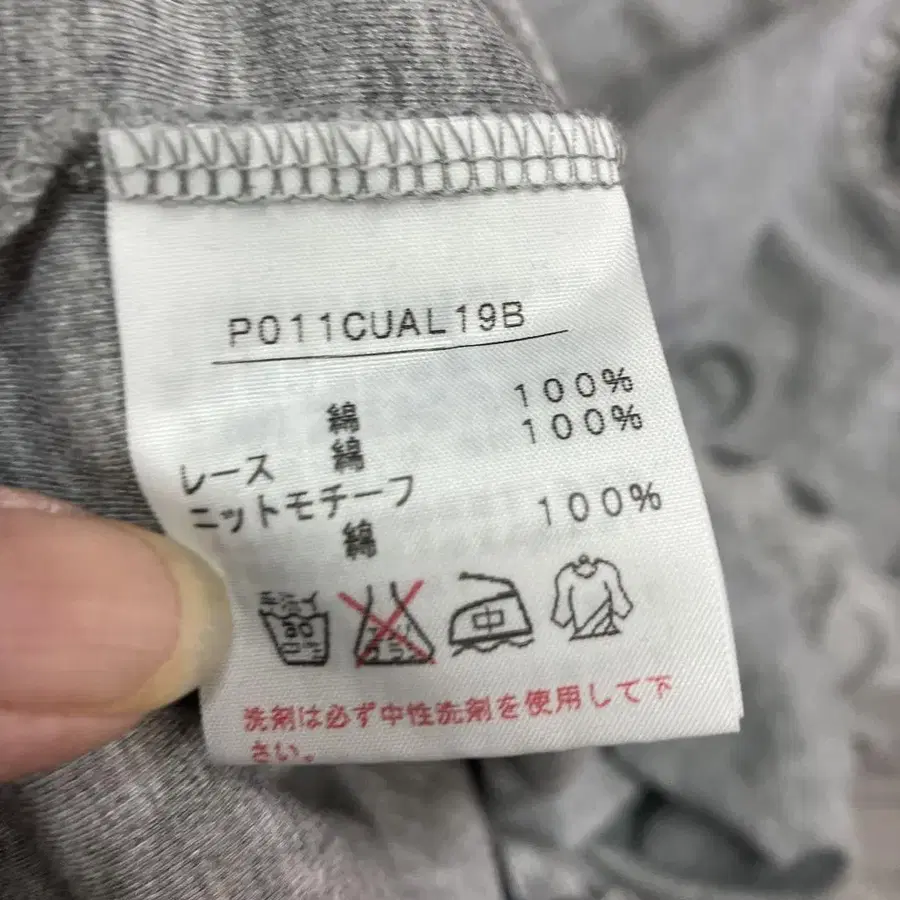 P011CUAL19B
綿 100%
レース 綿 100%
ニットモチーフ
綿 100%
中
洗剤は必ず中性洗剤を使用して下
さい。